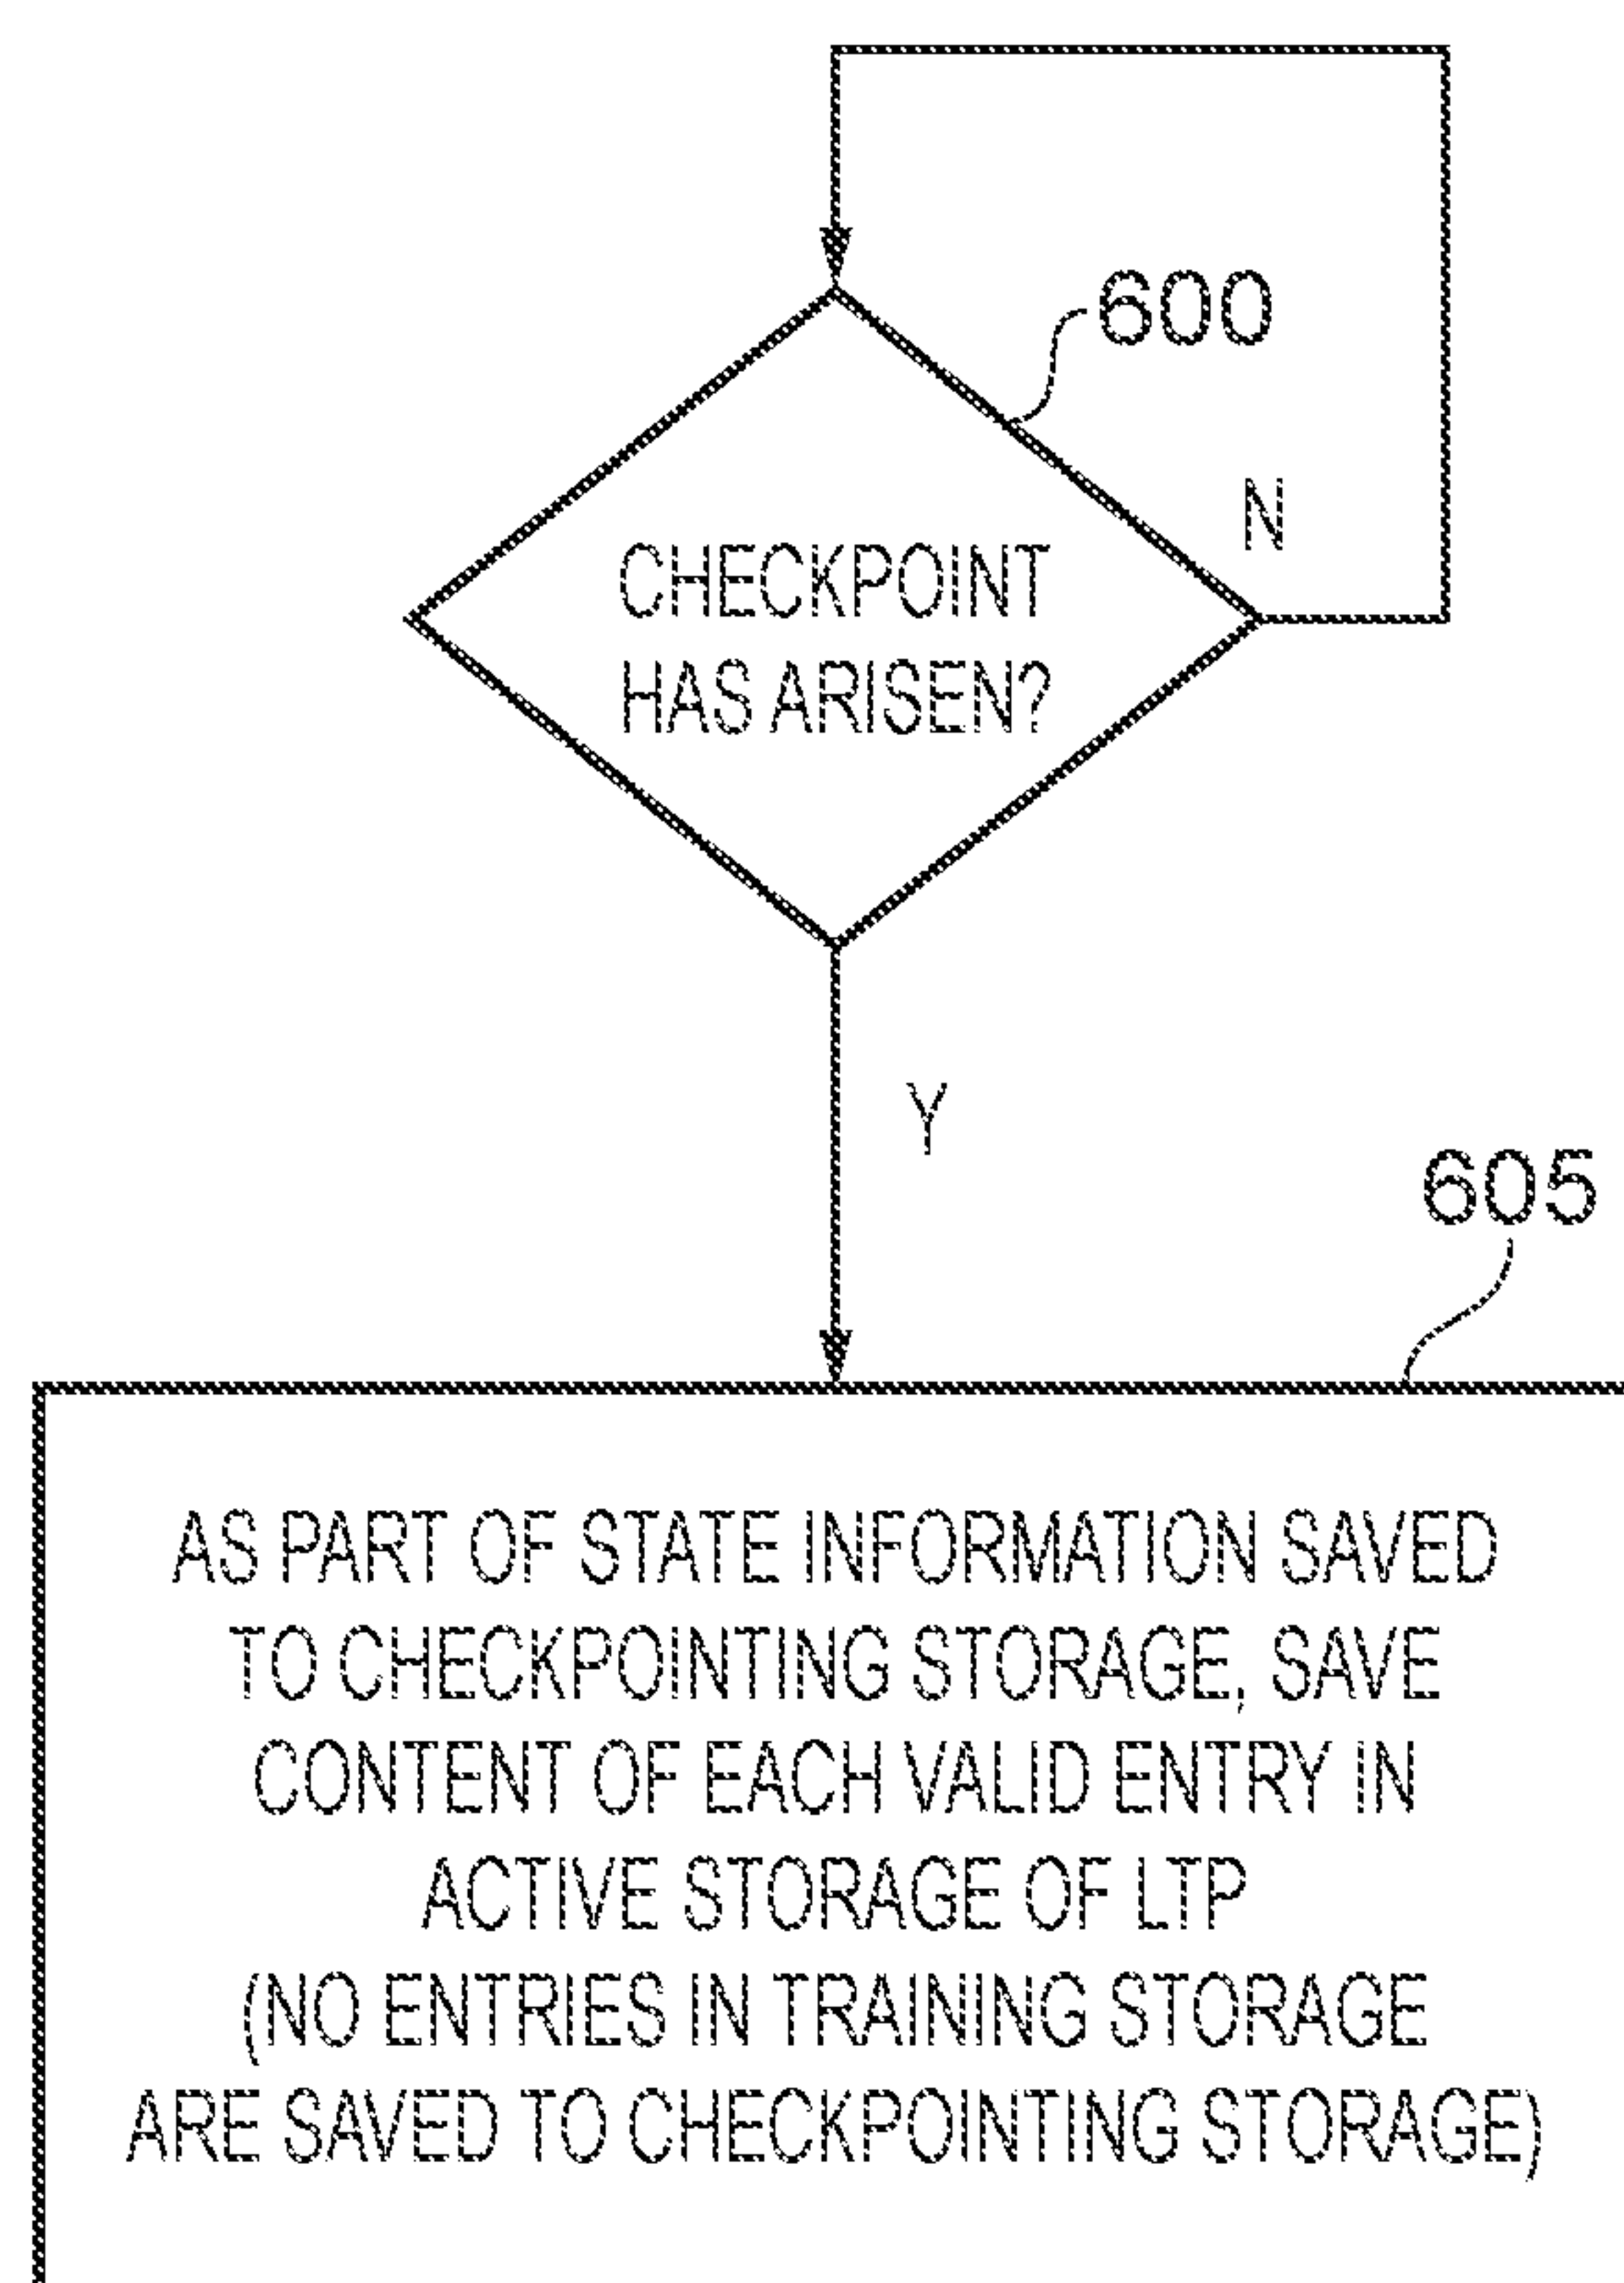 600
N
CHECKPOINT
HAS ARISEN?
Y
605
AS PART OF STATE INFORMATION SAVED
TO CHECKPOINTING STORAGE, SAVE
CONTENT OF EACH VALID ENTRY IN
ACTIVE STORAGE OF LTP
(NO ENTRIES IN TRAINING STORAGE
ARE SAVED TO CHECKPOINTING STORAGE)